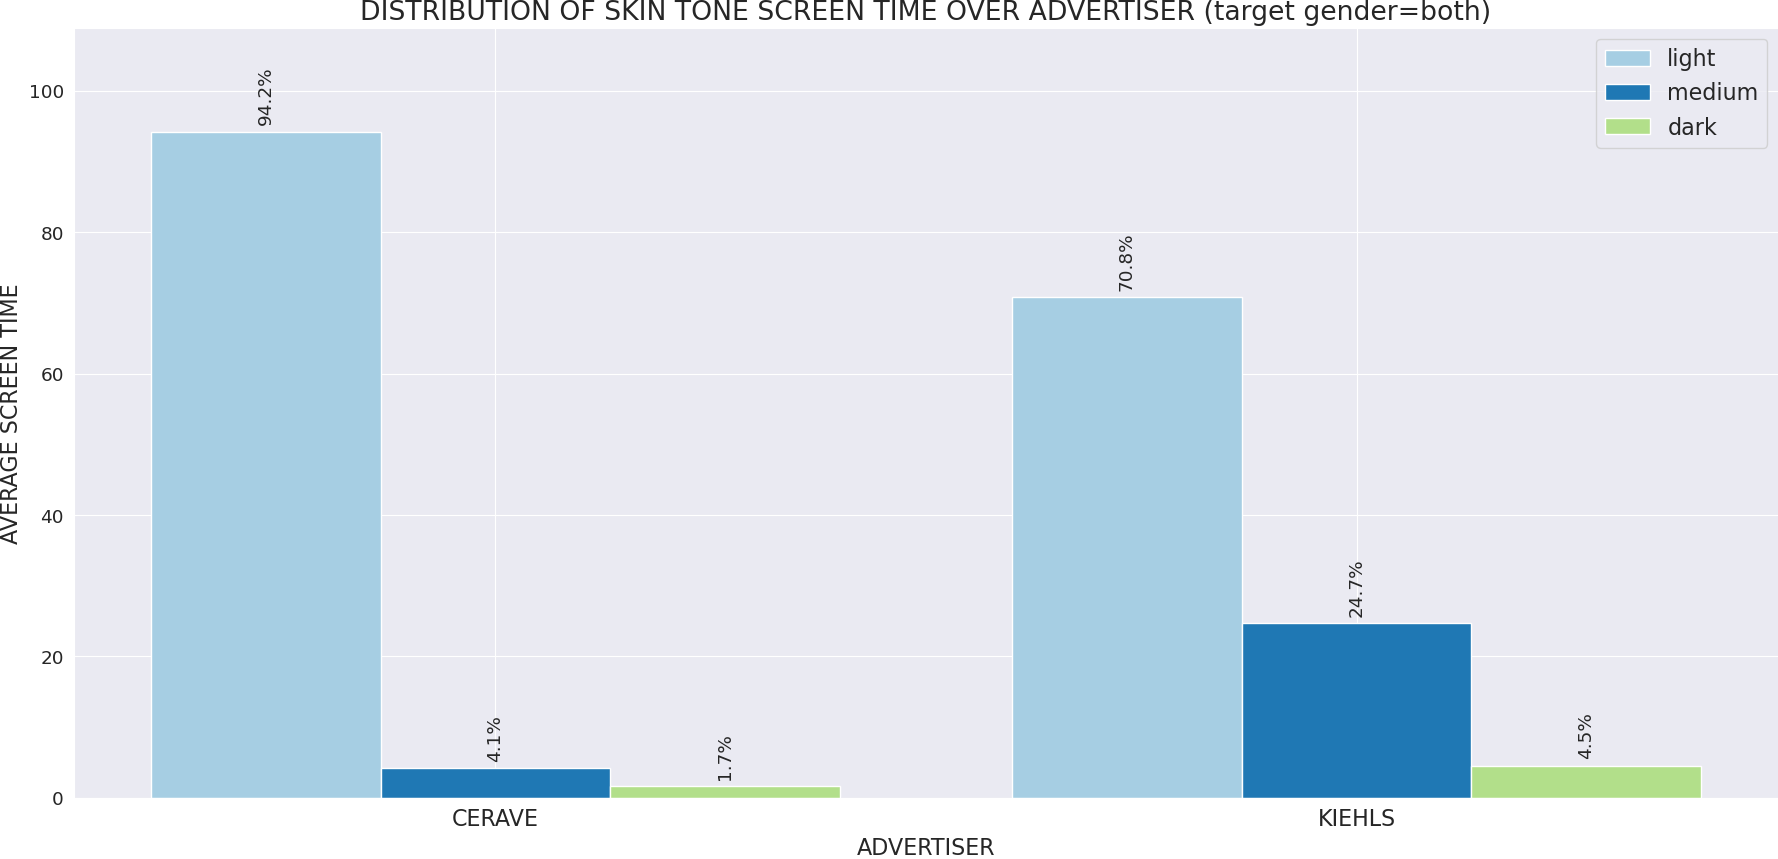 DISTRIBUTION OF SKIN TONE SCREEN TIME OVER ADVERTISER (target gender=both)
light
medium
dark
AVERAGE SCREEN TIME
100
80
60
40
20
0
94.2%
4.1%
1.7%
70.8%
24.7%
4.5%
CERAVE
KIEHLS
ADVERTISER